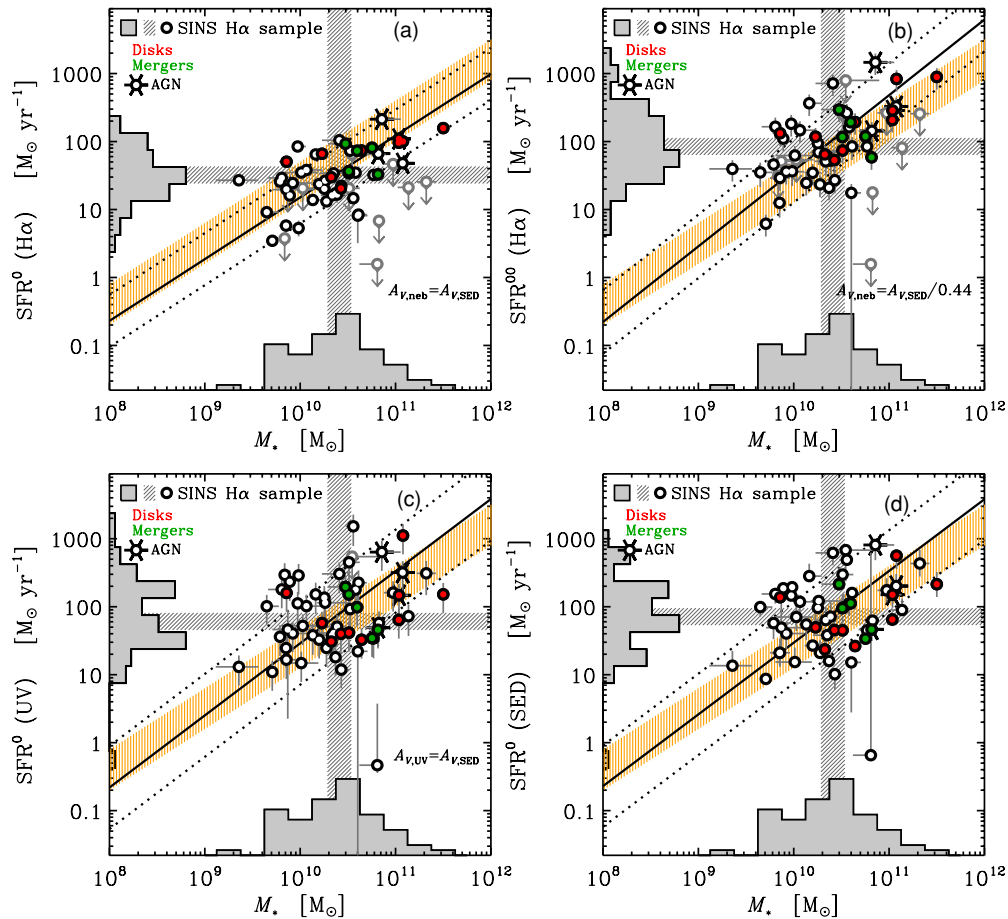 SINS Hα sample
Disks
Mergers
AGN
(a)
A_V,neb=A_V,SED
1000
100
10
1
0.1
SFR⁰ (Hα) [M☉ yr⁻¹]
10⁸ 10⁹ 10¹⁰ 10¹¹ 10¹²
M* [M☉]
SINS Hα sample
Disks
Mergers
AGN
(b)
A_V,neb=A_V,SED/0.44
1000
100
10
1
0.1
SFR⁰⁰ (Hα) [M☉ yr⁻¹]
10⁸ 10⁹ 10¹⁰ 10¹¹ 10¹²
M* [M☉]
SINS Hα sample
Disks
Mergers
AGN
(c)
A_V,UV=A_V,SED
1000
100
10
1
0.1
SFR⁰ (UV) [M☉ yr⁻¹]
10⁸ 10⁹ 10¹⁰ 10¹¹ 10¹²
M* [M☉]
SINS Hα sample
Disks
Mergers
AGN
(d)
1000
100
10
1
0.1
SFR⁰ (SED) [M☉ yr⁻¹]
10⁸ 10⁹ 10¹⁰ 10¹¹ 10¹²
M* [M☉]